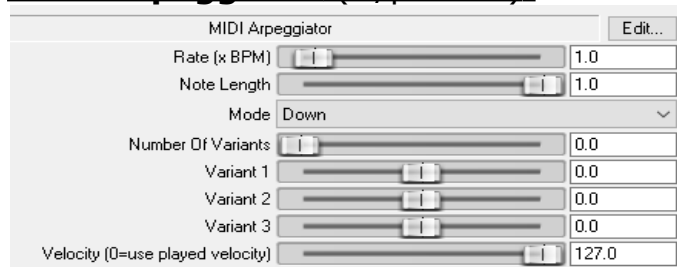 MIDI Arpeggiator Edit...
Rate (x BPM) 1.0
Note Length 1.0
Mode Down
Number Of Variants 0.0
Variant 1 0.0
Variant 2 0.0
Variant 3 0.0
Velocity (0=use played velocity) 127.0